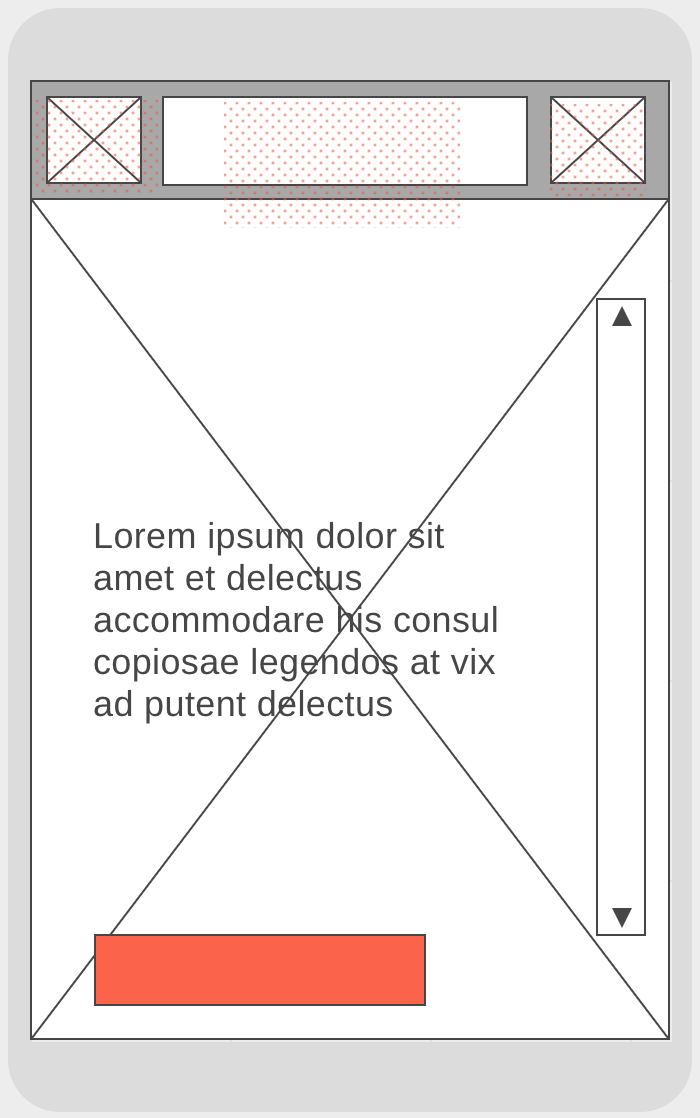 Lorem ipsum dolor sit
amet et delectus
accommodare his consul
copiosae legendos at vix
ad putent delectus